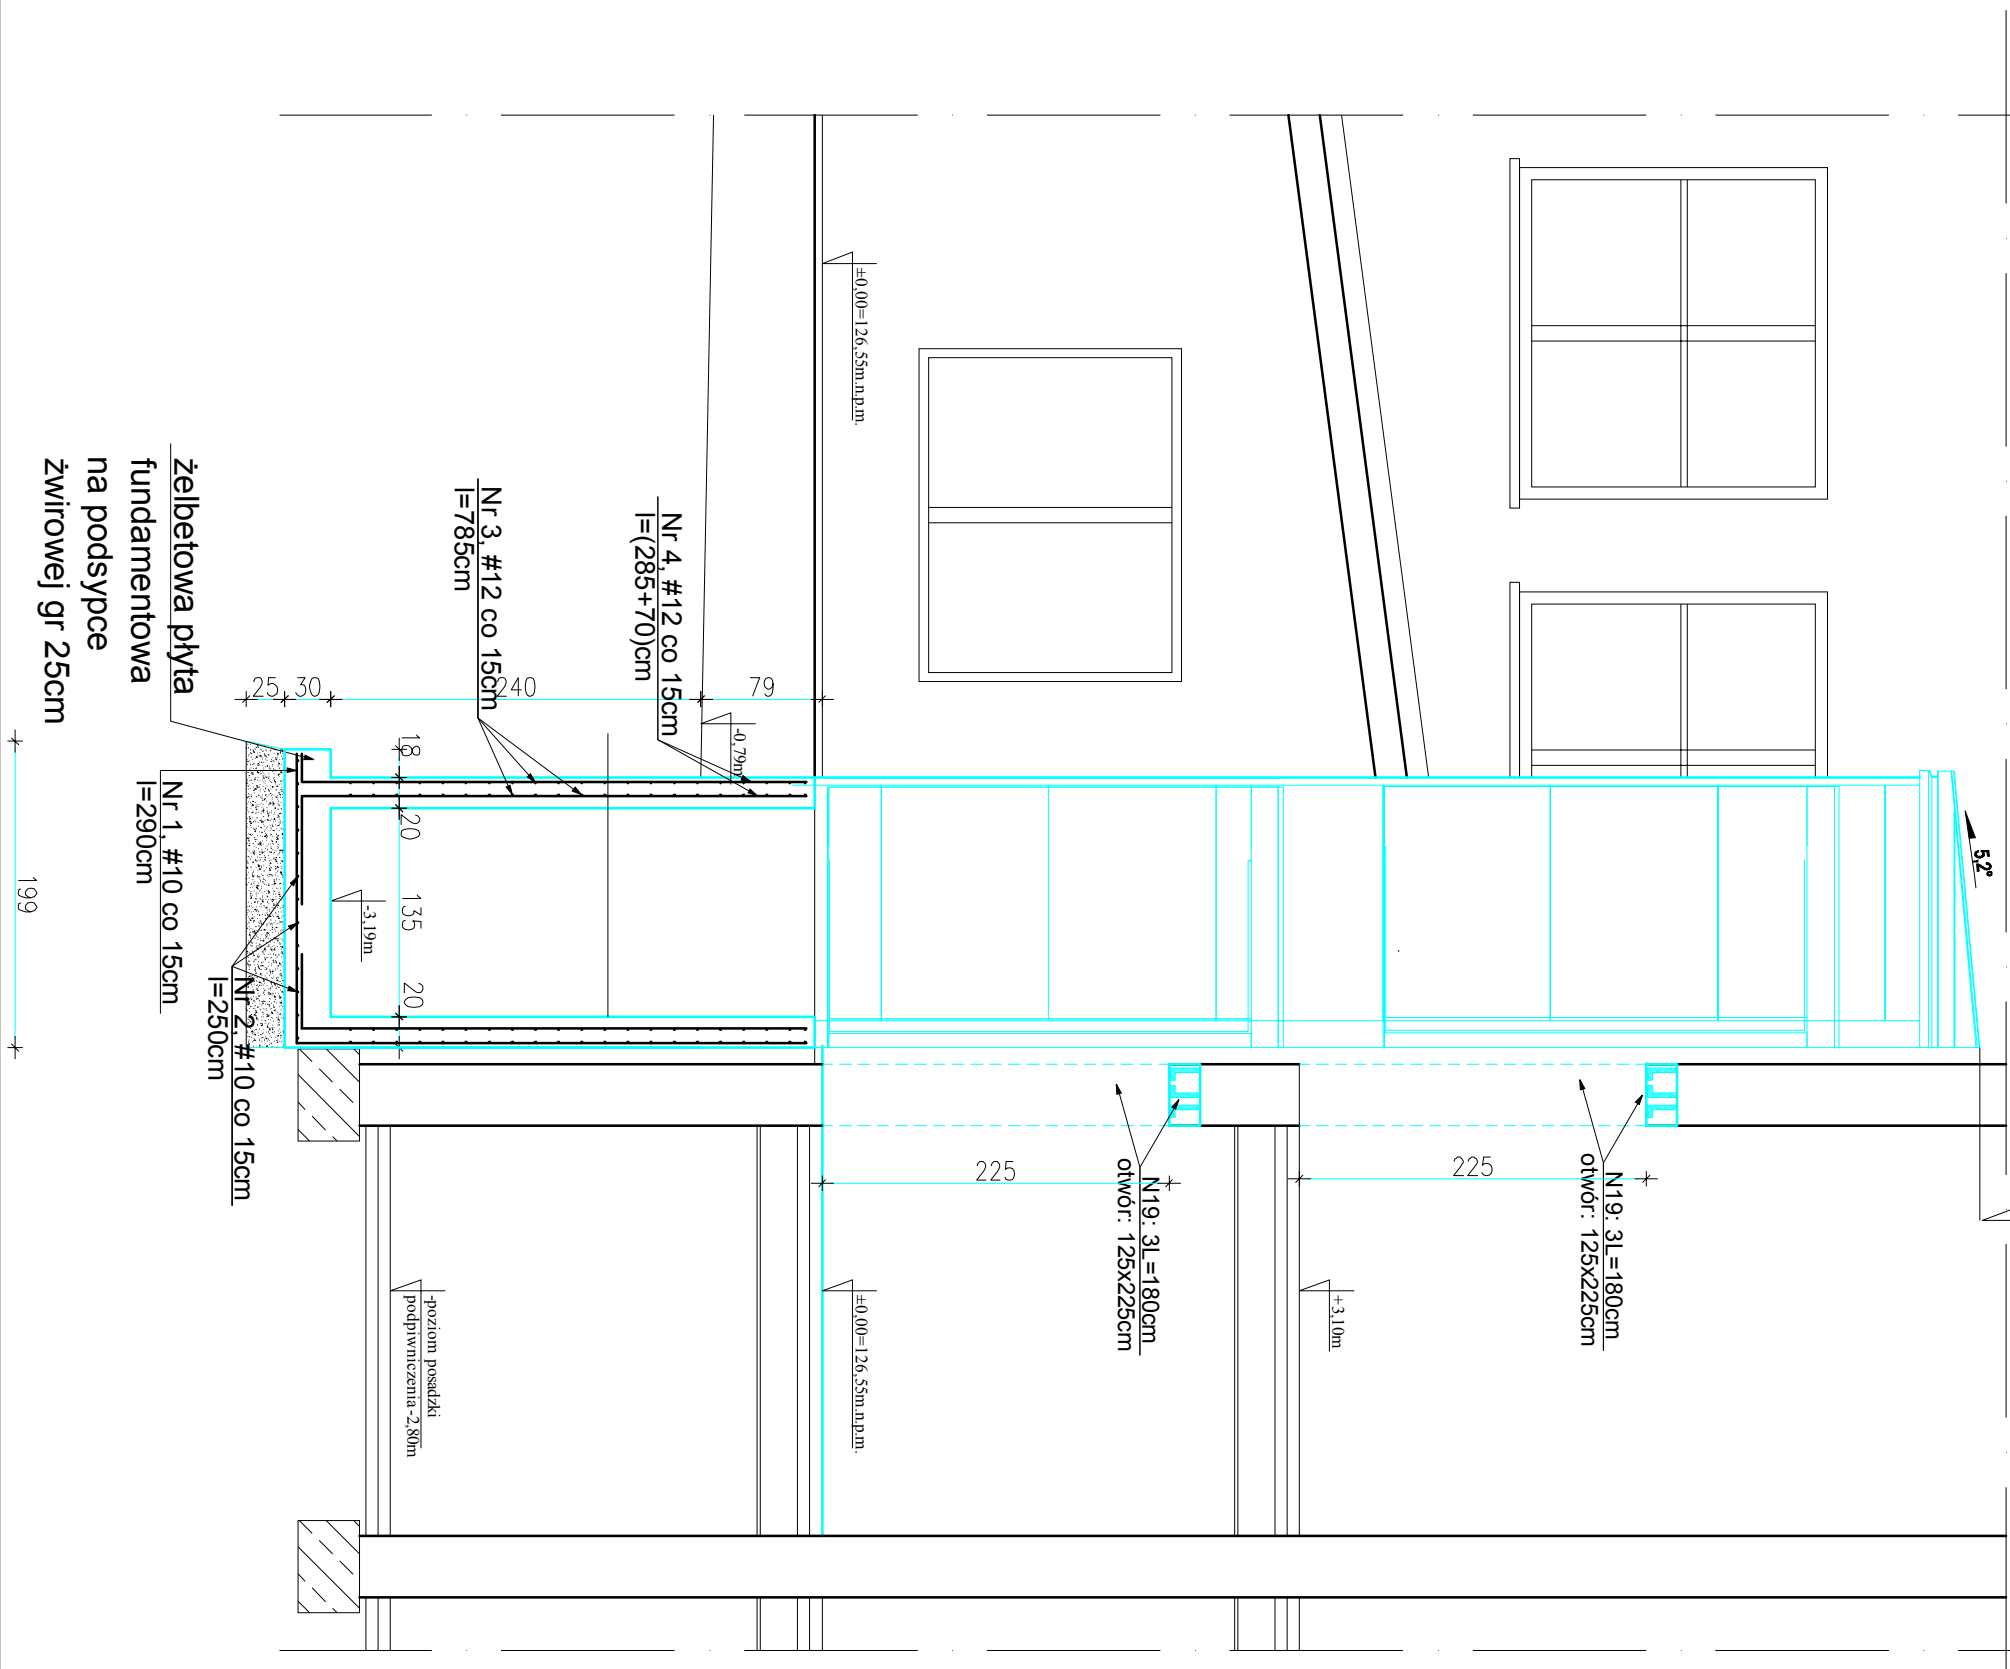 5,2°
N19: 3L=180cm
otwór: 125x225cm
225
+3,10m
N19: 3L=180cm
otwór: 125x225cm
225
±0,00=126,55m.n.p.m.
±0,00=126,55m.n.p.m.
79
-0,79m
Nr 4, #12 co 15cm
l=(285+70)cm
240
Nr 3, #12 co 15cm
l=785cm
18
20
135
20
-poziom posadzki
podpiwniczenia -2,80m
-3,19m
30
25
Nr 2, #10 co 15cm
l=250cm
Nr 1, #10 co 15cm
l=290cm
żelbetowa płyta
fundamentowa
na podsypce
żwirowej gr 25cm
199